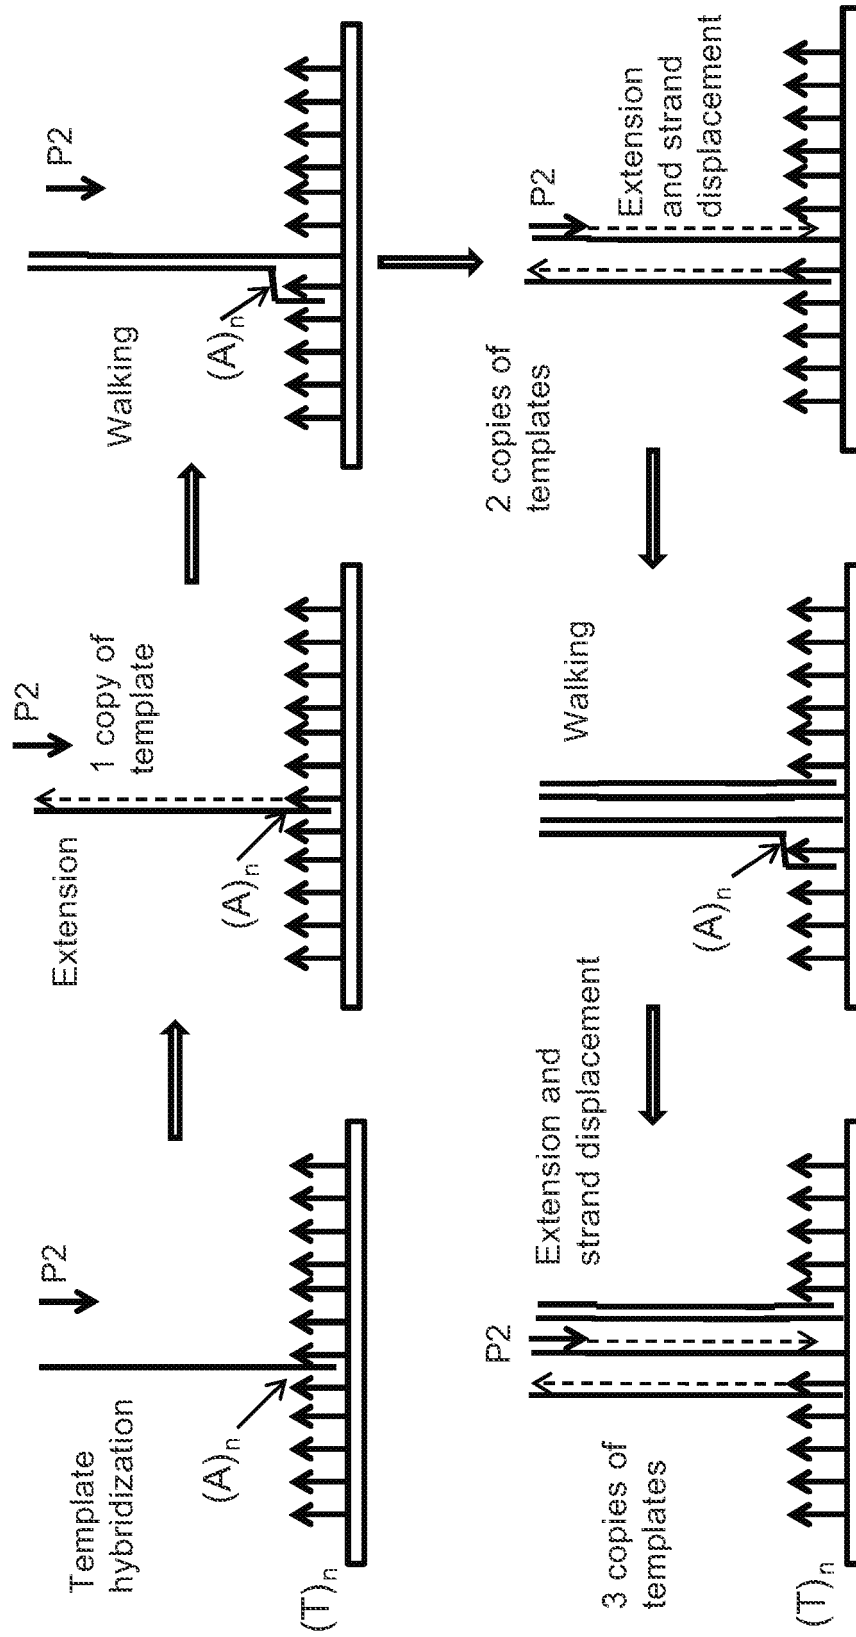 Template
hybridization
P2
(A)n
(T)n
Extension
P2
1 copy of
template
(A)n
Walking
P2
(A)n
2 copies of
templates
P2
Extension
and strand
displacement
Walking
(A)n
Extension and
strand displacement
3 copies of
templates
P2
(T)n